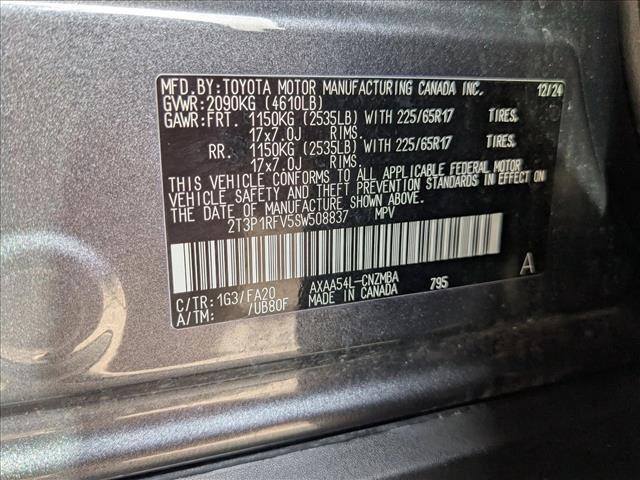 MFD.BY:TOYOTA MOTOR MANUFACTURING CANADA INC. 12/24
GVWR:2090KG (4610LB)
GAWR:FRT. 1150KG (2535LB) WITH 225/65R17 TIRES.
17x7.0J RIMS.
RR. 1150KG (2535LB) WITH 225/65R17 TIRES.
17x7.0J RIMS.
THIS VEHICLE CONFORMS TO ALL APPLICABLE FEDERAL MOTOR
VEHICLE SAFETY AND THEFT PREVENTION STANDARDS IN EFFECT ON
THE DATE OF MANUFACTURE SHOWN ABOVE.
2T3P1RFV5SW508837 MPV
C/TR: 1G3/FA20 AXAA54L-CNZMBA 795 A
A/TM: /UB80F MADE IN CANADA